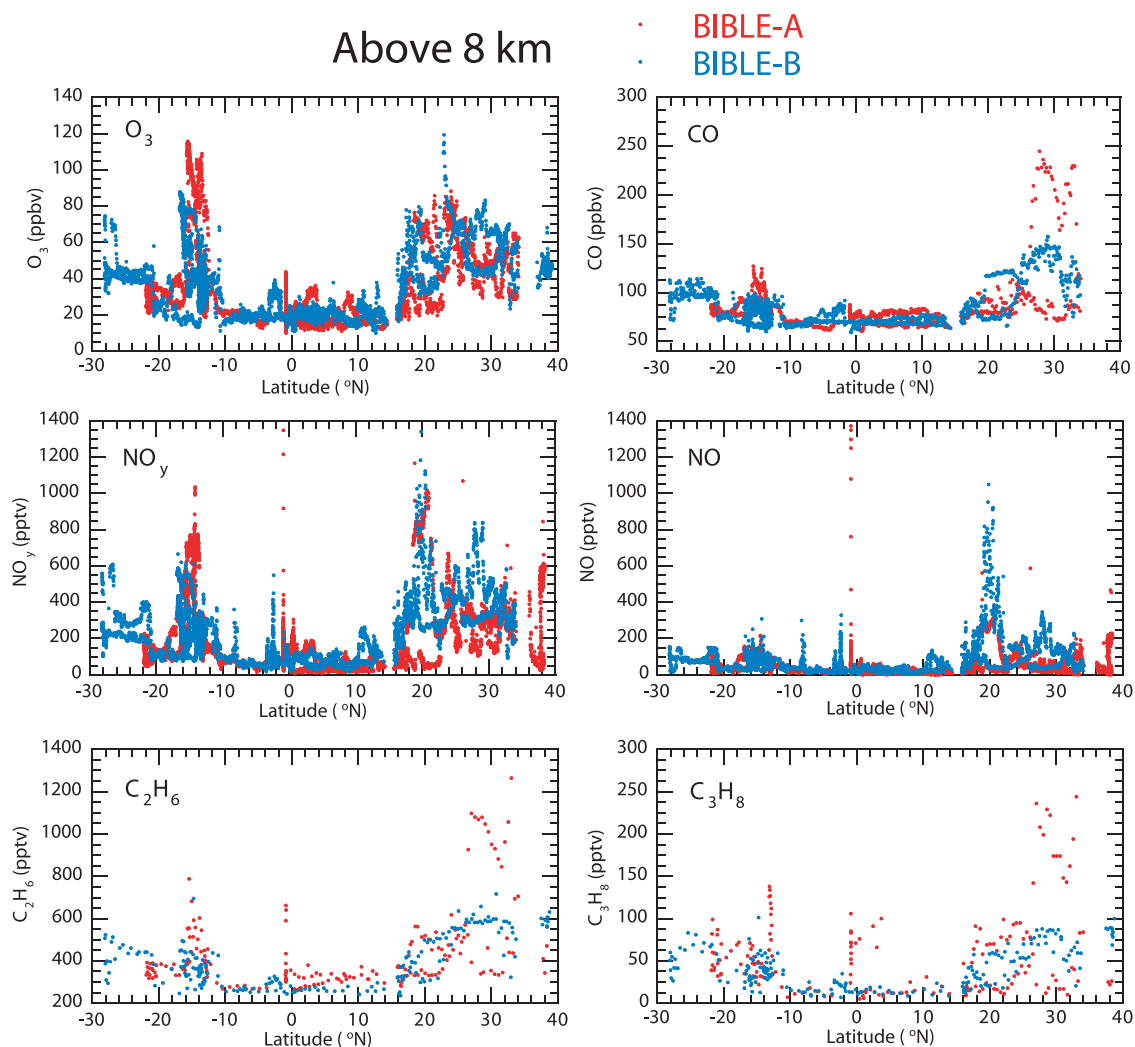 Above 8 km
BIBLE-A
BIBLE-B
O3
O3 (ppbv)
140
120
100
80
60
40
20
0
-30 -20 -10 0 10 20 30 40
Latitude ( °N)
CO
CO (ppbv)
300
250
200
150
100
50
-30 -20 -10 0 10 20 30 40
Latitude ( °N)
NOy
NOy (pptv)
1400
1200
1000
800
600
400
200
0
-30 -20 -10 0 10 20 30 40
Latitude ( °N)
NO
NO (pptv)
1400
1200
1000
800
600
400
200
0
-30 -20 -10 0 10 20 30 40
Latitude ( °N)
C2H6
C2H6 (pptv)
1400
1200
1000
800
600
400
200
-30 -20 -10 0 10 20 30 40
Latitude ( °N)
C3H8
C3H8 (pptv)
300
250
200
150
100
50
0
-30 -20 -10 0 10 20 30 40
Latitude ( °N)